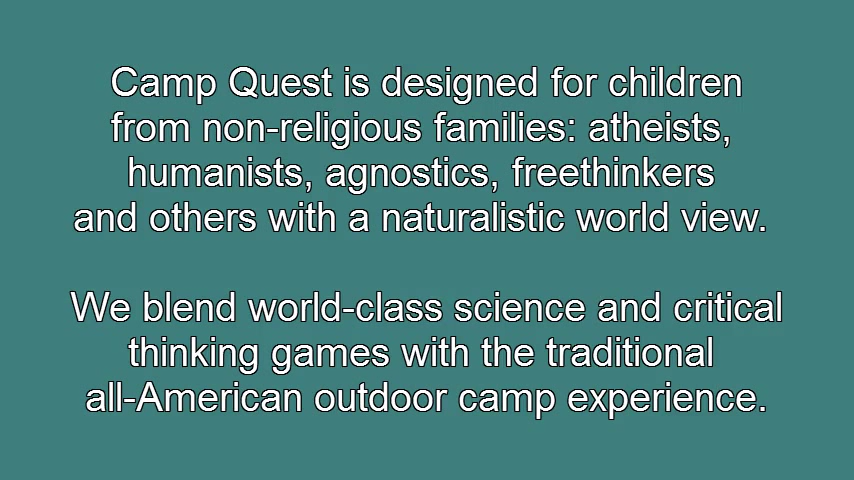 Camp Quest is designed for children
from non-religious families: atheists,
humanists, agnostics, freethinkers
and others with a naturalistic world view.
We blend world-class science and critical
thinking games with the traditional
all-American outdoor camp experience.